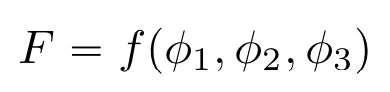 F = f(ϕ₁, ϕ₂, ϕ₃)